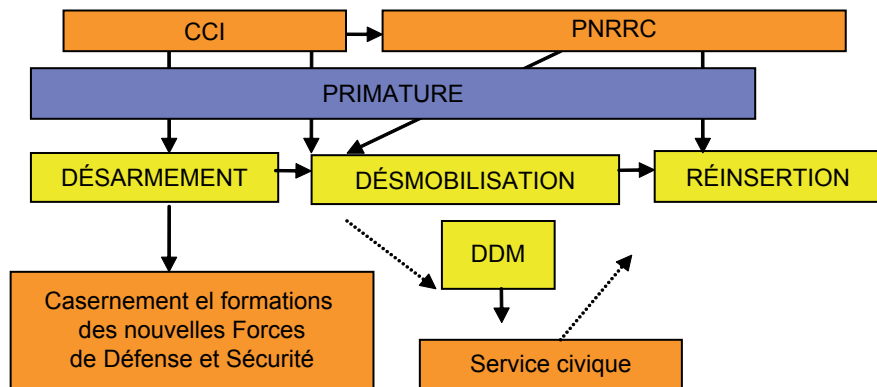 CCI
PNRRC
PRIMATURE
DÉSARMEMENT
DÉSMOBILISATION
RÉINSERTION
DDM
Casernement el formations
des nouvelles Forces
de Défense et Sécurité
Service civique